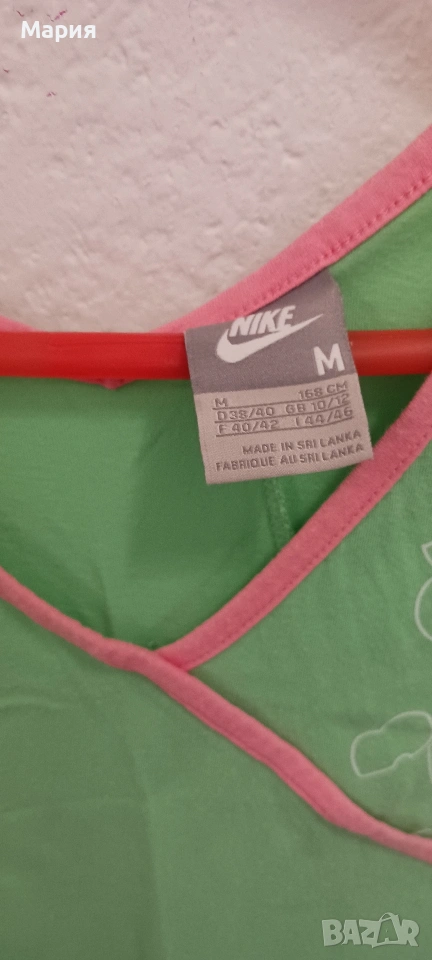 Мария
NIKE
M
M 168 CM
D38/40 GB 10/12
F 40/42 I 44/46
MADE IN SRI LANKA
FABRIQUE AU SRI LANKA
BAZAR